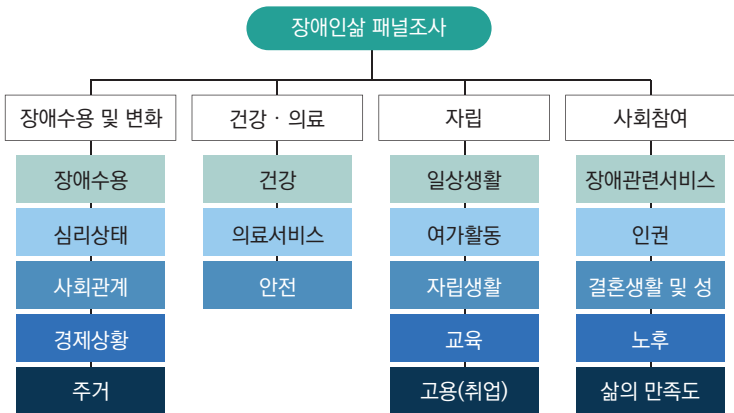 장애인삶 패널조사
장애수용 및 변화
장애수용
심리상태
사회관계
경제상황
주거
건강 · 의료
건강
의료서비스
안전
자립
일상생활
여가활동
자립생활
교육
고용(취업)
사회참여
장애관련서비스
인권
결혼생활 및 성
노후
삶의 만족도